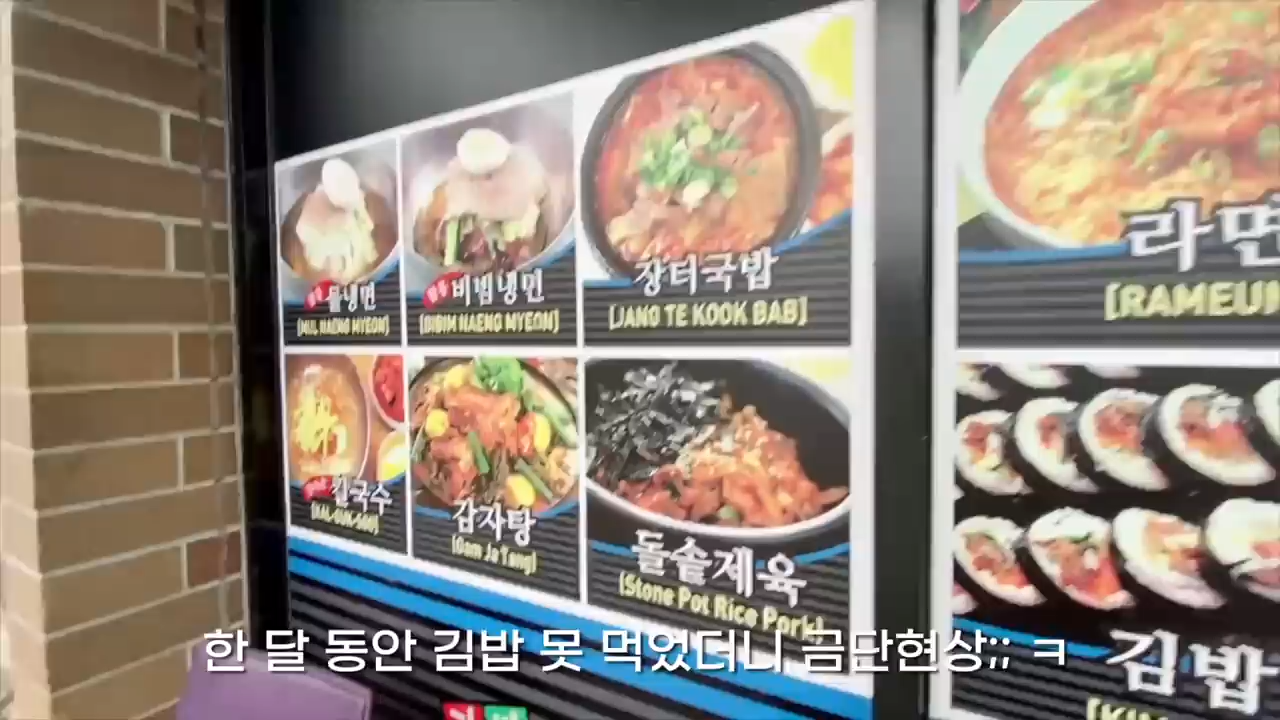 물냉면
[MUL NAENG MYEON]
비빔냉면
[BIBIM NAENG MYEON]
장터국밥
[JANG TE KOOK BAB]
라면
[RAMEUN
칼국수
[KAL-GUK-SOO]
감자탕
[Gam Ja Tang]
돌솥제육
[Stone Pot Rice Pork]
김밥
한 달 동안 김밥 못 먹었더니 금단현상;; ㅋ